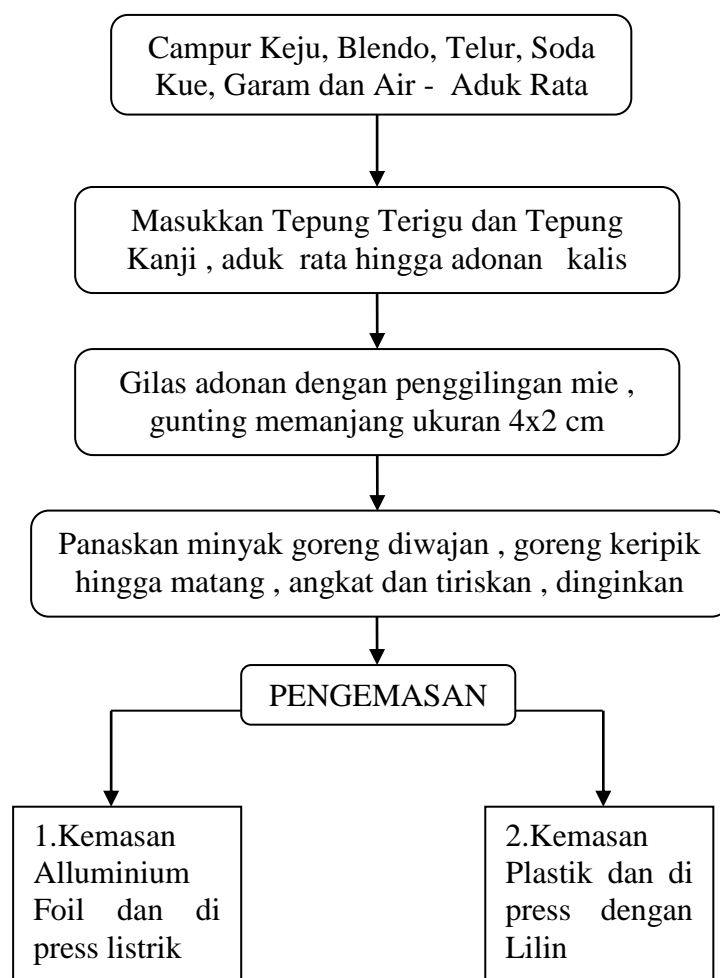 Campur Keju, Blendo, Telur, Soda
Kue, Garam dan Air - Aduk Rata
Masukkan Tepung Terigu dan Tepung
Kanji , aduk rata hingga adonan kalis
Gilas adonan dengan penggilingan mie ,
gunting memanjang ukuran 4x2 cm
Panaskan minyak goreng diwajan , goreng keripik
hingga matang , angkat dan tiriskan , dinginkan
PENGEMASAN
1.Kemasan
Alluminium
Foil dan di
press listrik
2.Kemasan
Plastik dan di
press dengan
Lilin